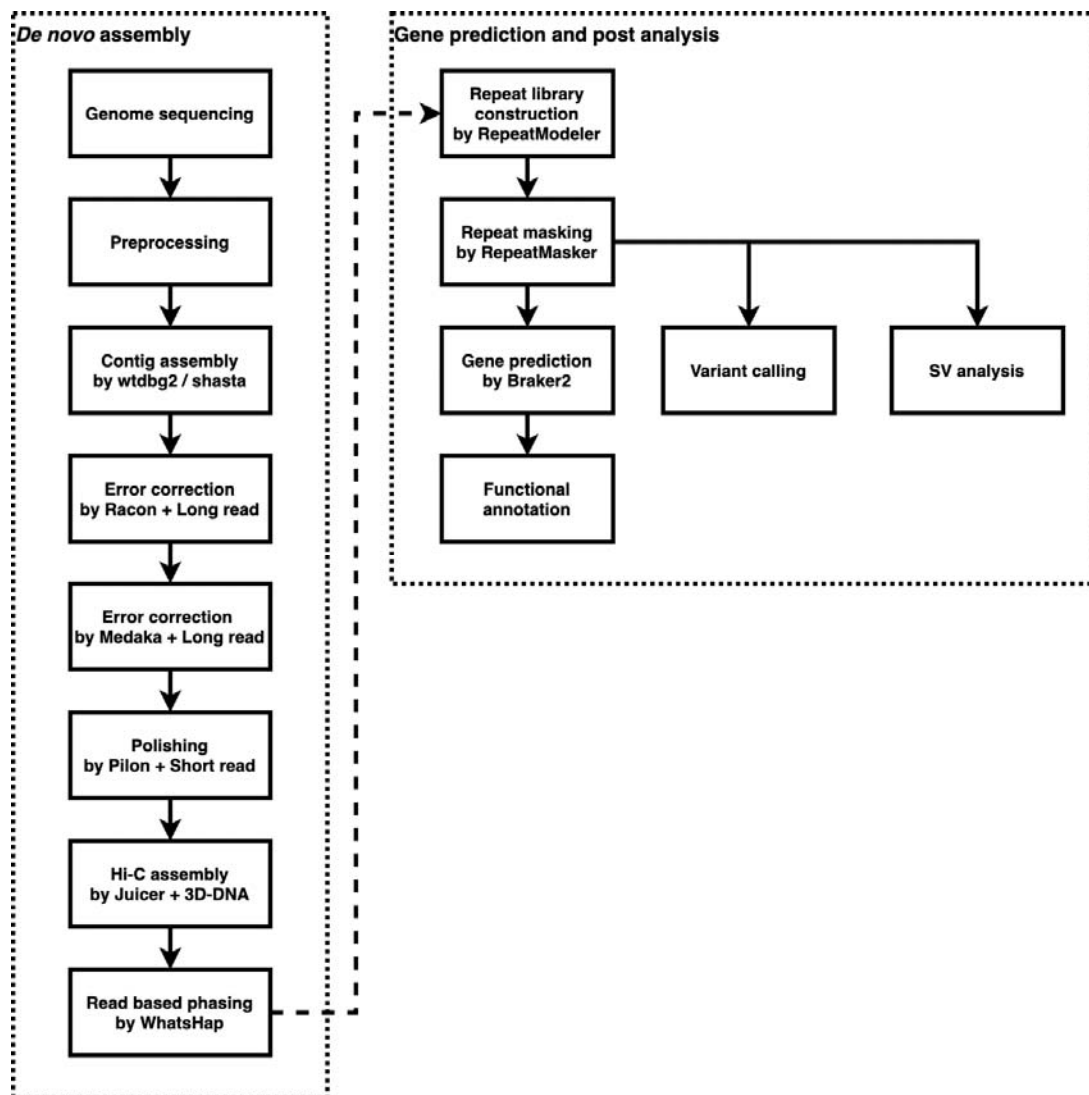 De novo assembly
Genome sequencing
Preprocessing
Contig assembly
by wtdbg2 / shasta
Error correction
by Racon + Long read
Error correction
by Medaka + Long read
Polishing
by Pilon + Short read
Hi-C assembly
by Juicer + 3D-DNA
Read based phasing
by WhatsHap
Gene prediction and post analysis
Repeat library
construction
by RepeatModeler
Repeat masking
by RepeatMasker
Gene prediction
by Braker2
Variant calling
SV analysis
Functional
annotation